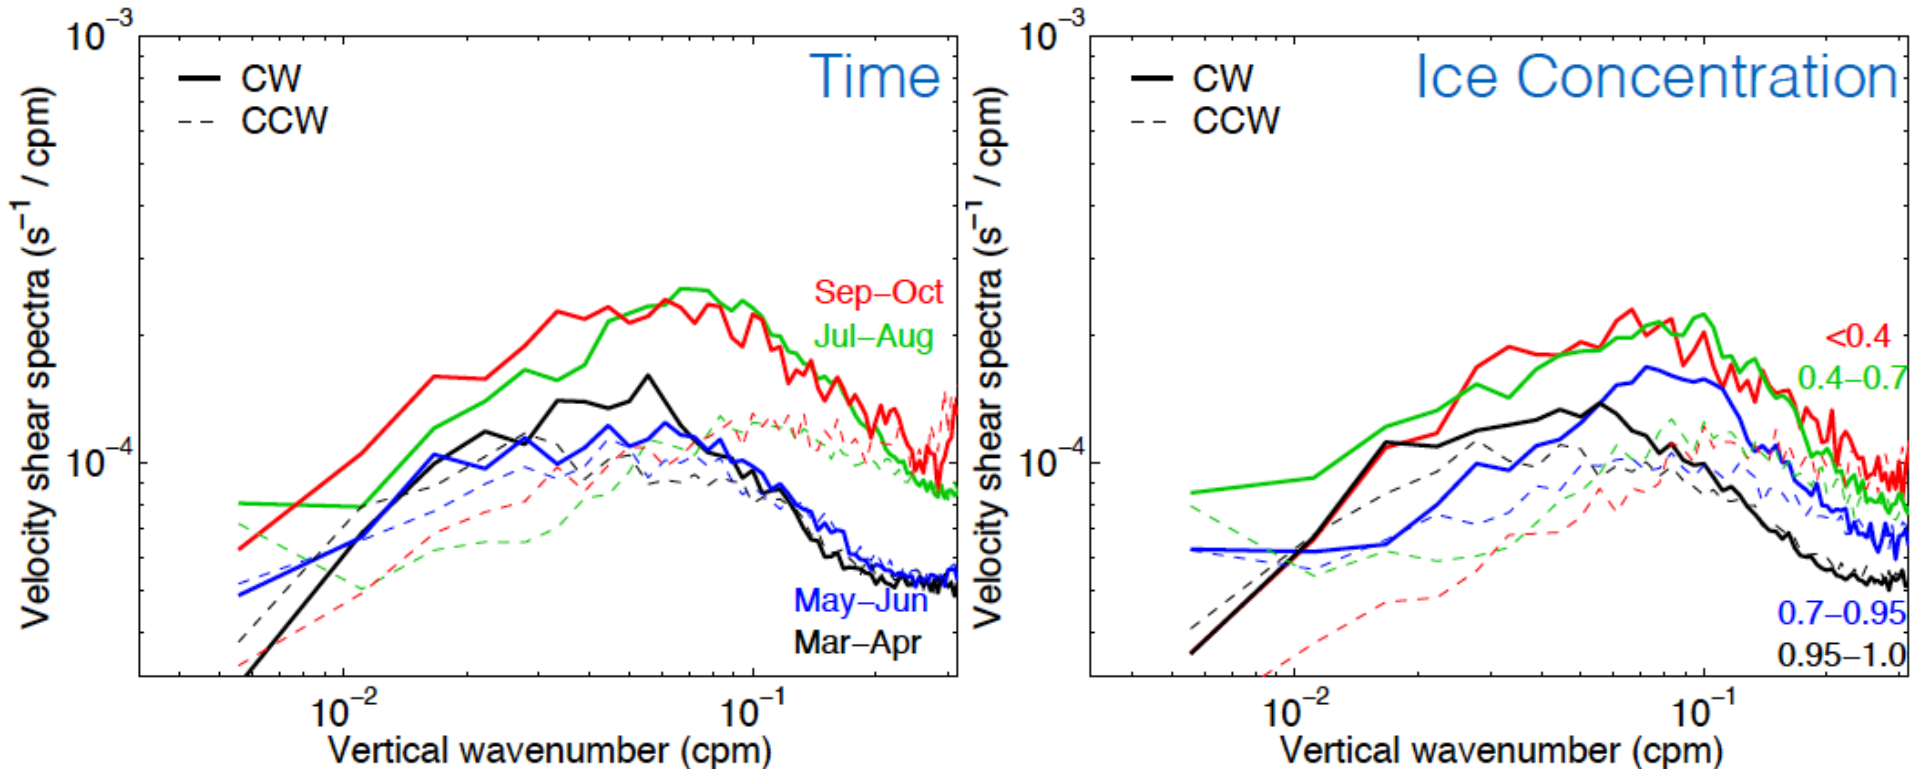 Time
CW
CCW
Sep–Oct
Jul–Aug
May–Jun
Mar–Apr
10⁻³
10⁻⁴
10⁻²
10⁻¹
Velocity shear spectra (s⁻¹ / cpm)
Vertical wavenumber (cpm)
Ice Concentration
CW
CCW
<0.4
0.4–0.7
0.7–0.95
0.95–1.0
10⁻³
10⁻⁴
10⁻²
10⁻¹
Velocity shear spectra (s⁻¹ / cpm)
Vertical wavenumber (cpm)